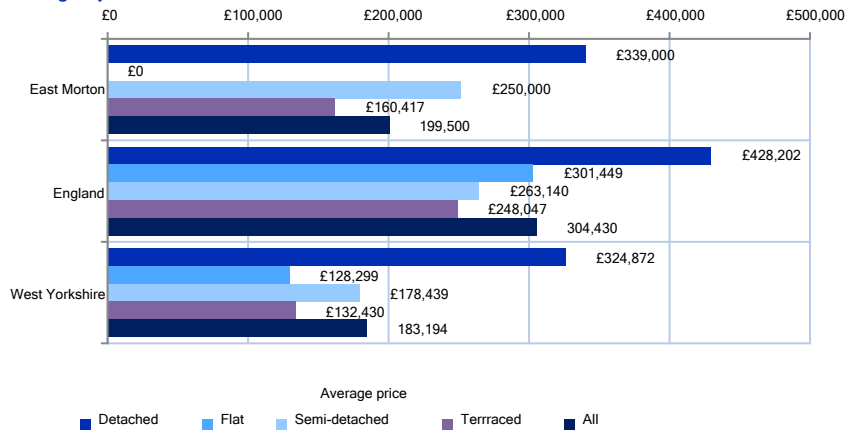 £0 £100,000 £200,000 £300,000 £400,000 £500,000
£339,000
£0
East Morton
£250,000
£160,417
199,500
£428,202
£301,449
England
£263,140
£248,047
304,430
£324,872
£128,299
West Yorkshire
£178,439
£132,430
183,194
Average price
Detached Flat Semi-detached Terrraced All